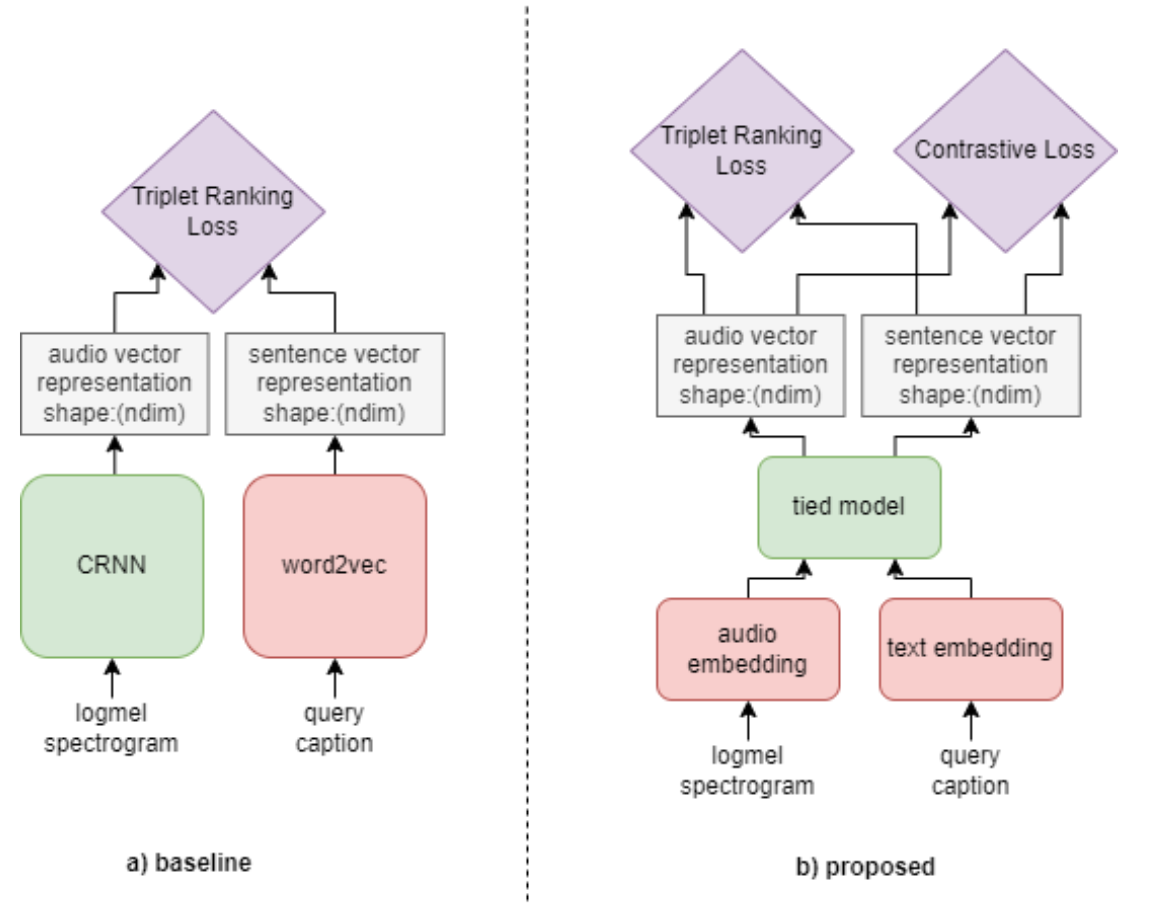 Triplet Ranking
Loss
audio vector
representation
shape:(ndim)
sentence vector
representation
shape:(ndim)
CRNN
word2vec
logmel
spectrogram
query
caption
a) baseline
Triplet Ranking
Loss
Contrastive Loss
audio vector
representation
shape:(ndim)
sentence vector
representation
shape:(ndim)
tied model
audio
embedding
text embedding
logmel
spectrogram
query
caption
b) proposed